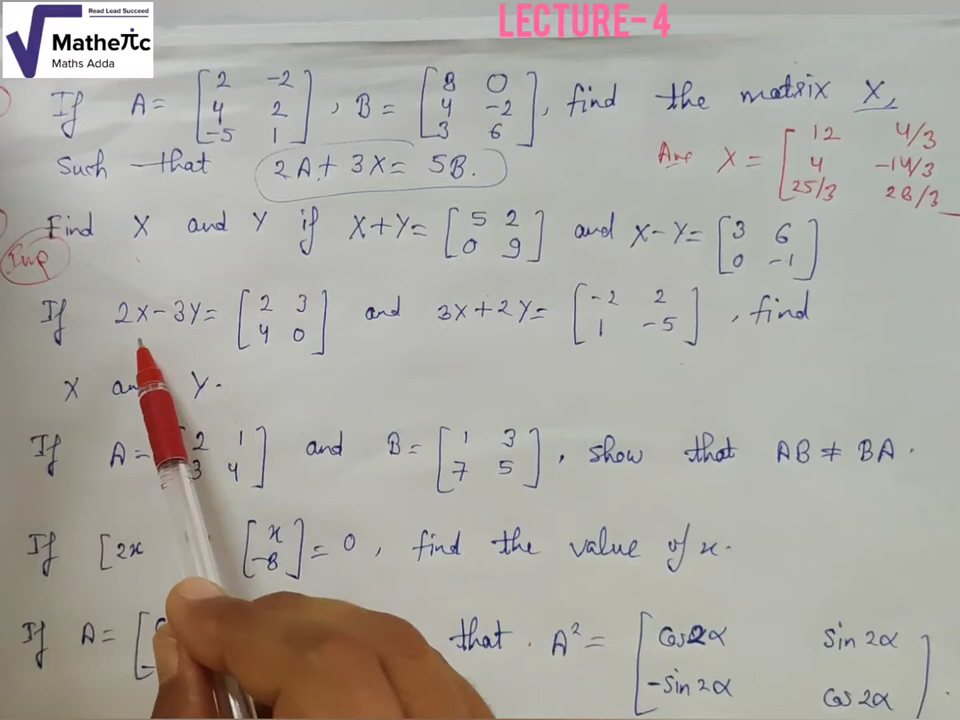 LECTURE-4
Read Lead Succeed
Matheπc
Maths Adda
If A = [2 -2; 4 2; -5 1], B = [8 0; 4 -2; 3 6], find the matrix X,
Such that 2A + 3X = 5B.
Ans X = [12 4/3; 4 -14/3; 25/3 28/3
Find X and Y if X+Y = [5 2; 0 9] and X-Y = [3 6; 0 -1]
Imp
If 2X-3Y = [2 3; 4 0] and 3X+2Y = [-2 2; 1 -5], find
X and Y.
If A = [2 1; 3 4] and B = [1 3; 7 5], show that AB ≠ BA.
If [2x [x; -8] = 0, find the value of x.
If A = [ that A² = [Cos2α Sin 2α; -Sin 2α Cos 2α].